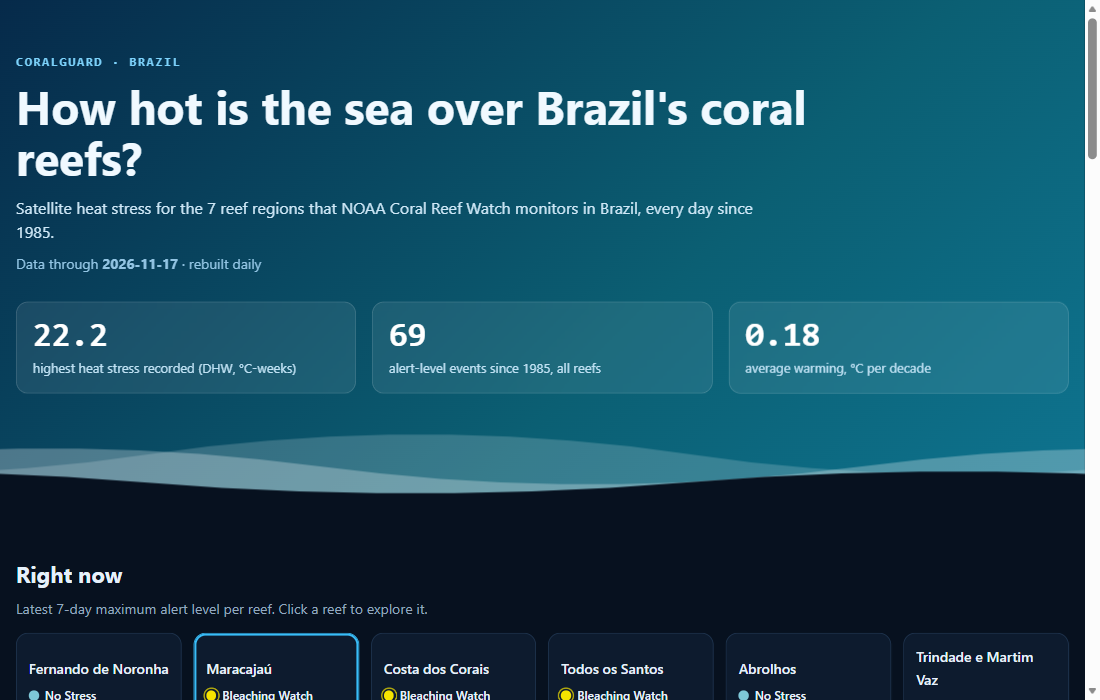 CORALGUARD · BRAZIL
How hot is the sea over Brazil's coral
reefs?
Satellite heat stress for the 7 reef regions that NOAA Coral Reef Watch monitors in Brazil, every day since
1985.
Data through 2026-11-17 · rebuilt daily
22.2
highest heat stress recorded (DHW, °C-weeks)
69
alert-level events since 1985, all reefs
0.18
average warming, °C per decade
Right now
Latest 7-day maximum alert level per reef. Click a reef to explore it.
Fernando de Noronha
No Stress
Maracajaú
Bleaching Watch
Costa dos Corais
Bleaching Watch
Todos os Santos
Bleaching Watch
Abrolhos
No Stress
Trindade e Martim
Vaz